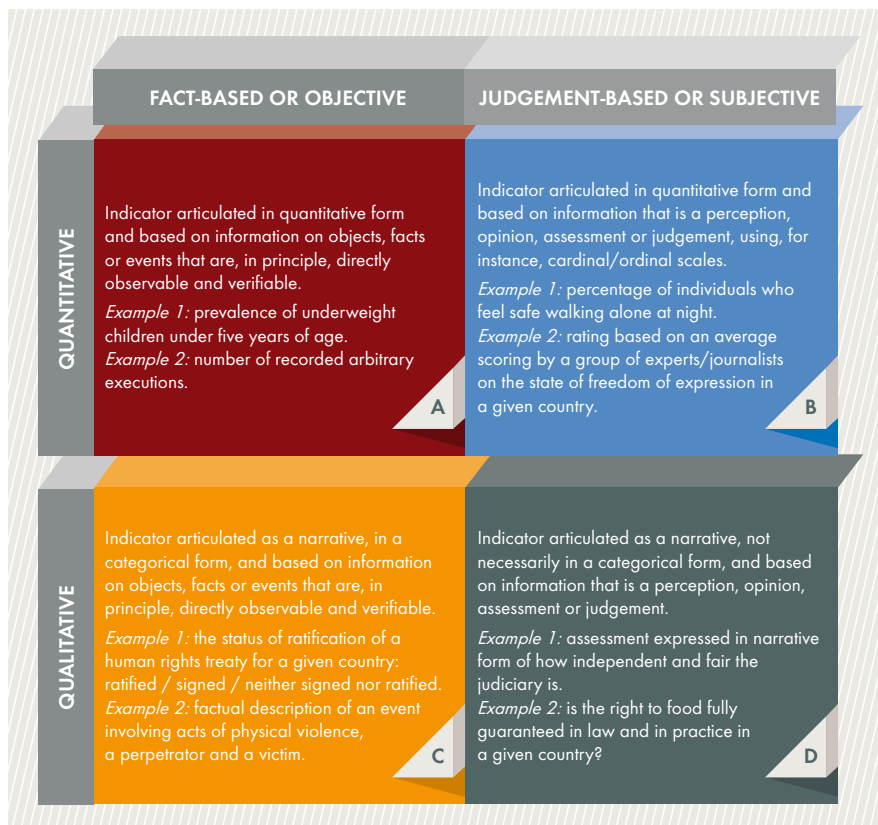 FACT-BASED OR OBJECTIVE
JUDGEMENT-BASED OR SUBJECTIVE
QUANTITATIVE
Indicator articulated in quantitative form
and based on information on objects, facts
or events that are, in principle, directly
observable and verifiable.
Example 1: prevalence of underweight
children under five years of age.
Example 2: number of recorded arbitrary
executions.
A
Indicator articulated in quantitative form and
based on information that is a perception,
opinion, assessment or judgement, using, for
instance, cardinal/ordinal scales.
Example 1: percentage of individuals who
feel safe walking alone at night.
Example 2: rating based on an average
scoring by a group of experts/journalists
on the state of freedom of expression in
a given country.
B
QUALITATIVE
Indicator articulated as a narrative, in a
categorical form, and based on information
on objects, facts or events that are, in
principle, directly observable and verifiable.
Example 1: the status of ratification of a
human rights treaty for a given country:
ratified / signed / neither signed nor ratified.
Example 2: factual description of an event
involving acts of physical violence,
a perpetrator and a victim.
C
Indicator articulated as a narrative, not
necessarily in a categorical form, and based
on information that is a perception, opinion,
assessment or judgement.
Example 1: assessment expressed in narrative
form of how independent and fair the
judiciary is.
Example 2: is the right to food fully
guaranteed in law and in practice in
a given country?
D